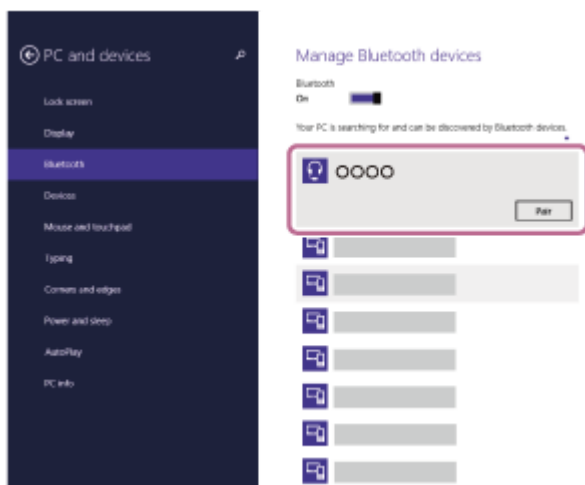 PC and devices
Lock screen
Display
Bluetooth
Devices
Mouse and touchpad
Typing
Corners and edges
Power and sleep
AutoPlay
PC info
Manage Bluetooth devices
Bluetooth
On
Your PC is searching for and can be discovered by Bluetooth devices.
OOOO
Pair